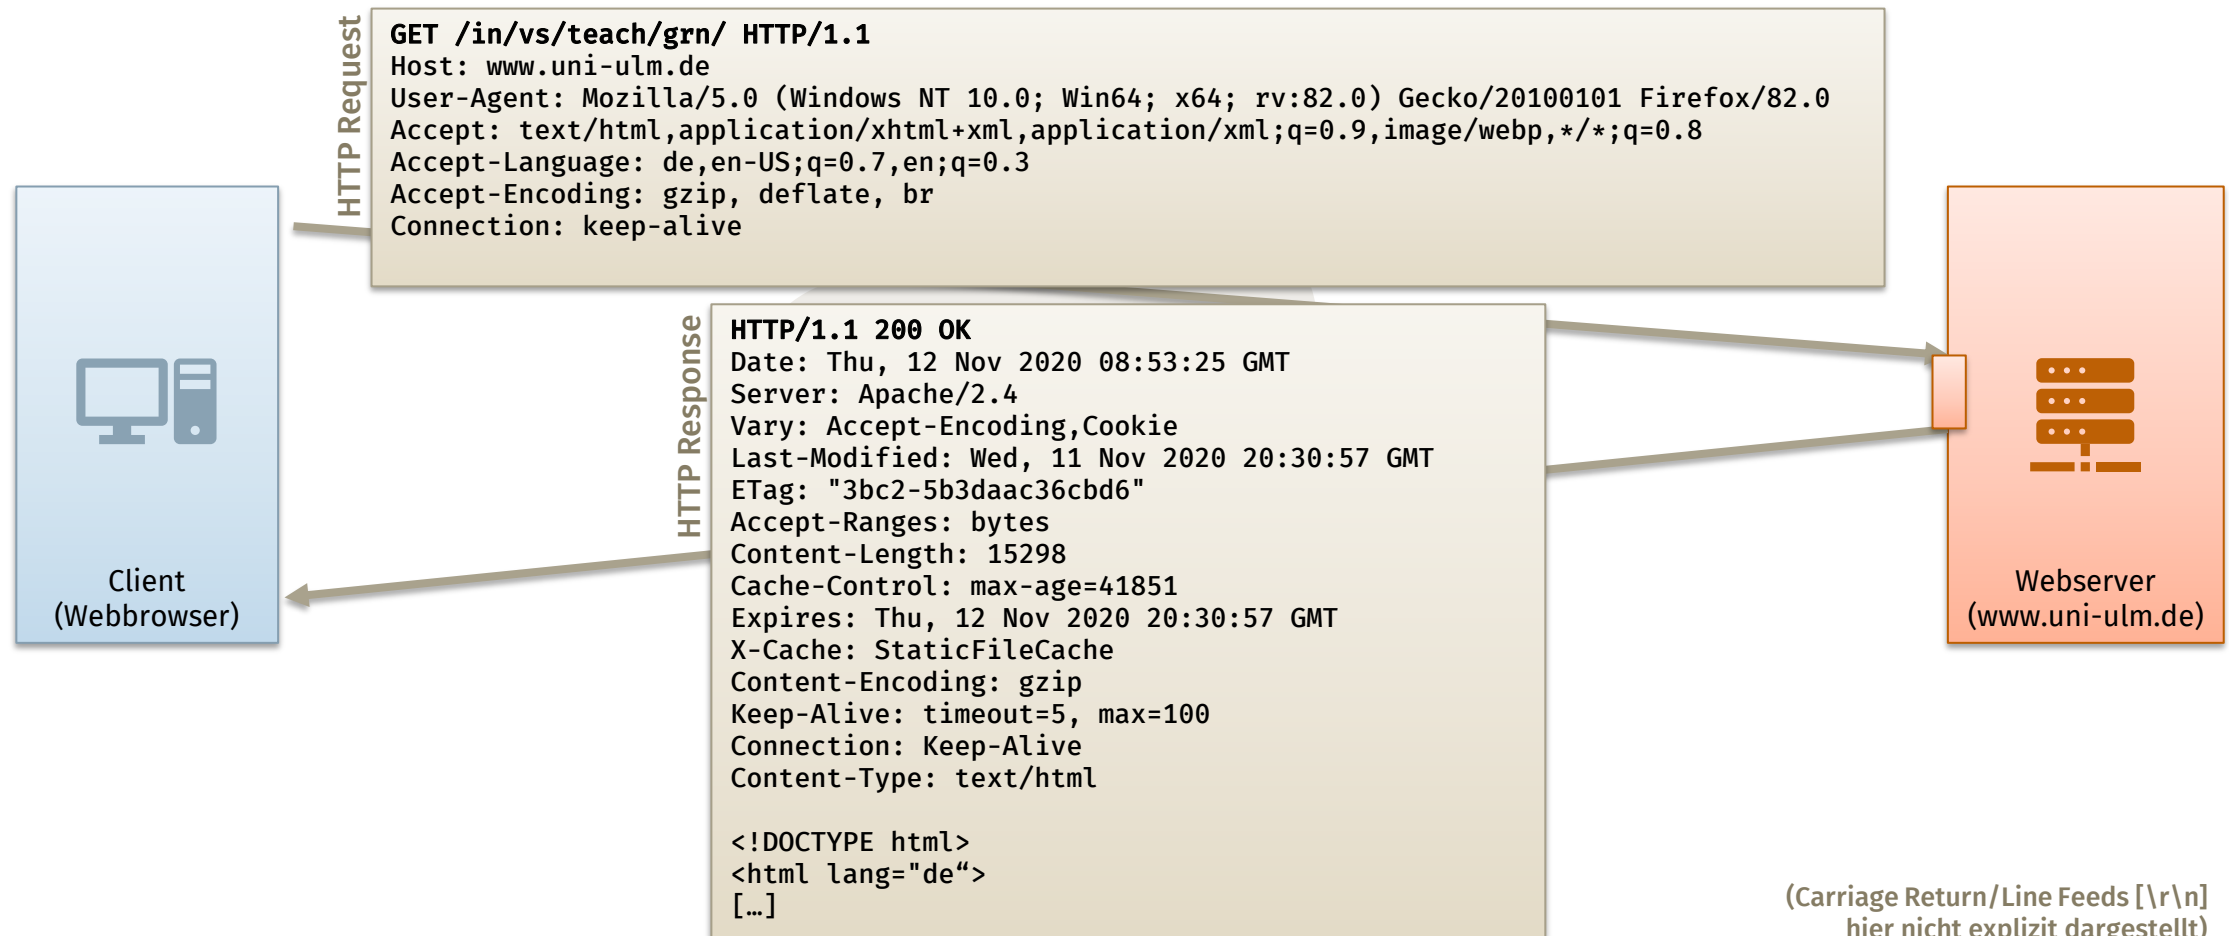 HTTP Request
GET /in/vs/teach/grn/ HTTP/1.1
Host: www.uni-ulm.de
User-Agent: Mozilla/5.0 (Windows NT 10.0; Win64; x64; rv:82.0) Gecko/20100101 Firefox/82.0
Accept: text/html,application/xhtml+xml,application/xml;q=0.9,image/webp,*/*;q=0.8
Accept-Language: de,en-US;q=0.7,en;q=0.3
Accept-Encoding: gzip, deflate, br
Connection: keep-alive
Client
(Webbrowser)
HTTP Response
HTTP/1.1 200 OK
Date: Thu, 12 Nov 2020 08:53:25 GMT
Server: Apache/2.4
Vary: Accept-Encoding,Cookie
Last-Modified: Wed, 11 Nov 2020 20:30:57 GMT
ETag: "3bc2-5b3daac36cbd6"
Accept-Ranges: bytes
Content-Length: 15298
Cache-Control: max-age=41851
Expires: Thu, 12 Nov 2020 20:30:57 GMT
X-Cache: StaticFileCache
Content-Encoding: gzip
Keep-Alive: timeout=5, max=100
Connection: Keep-Alive
Content-Type: text/html
<!DOCTYPE html>
<html lang="de“>
[…]
Webserver
(www.uni-ulm.de)
(Carriage Return/Line Feeds [\r\n]
hier nicht explizit dargestellt)